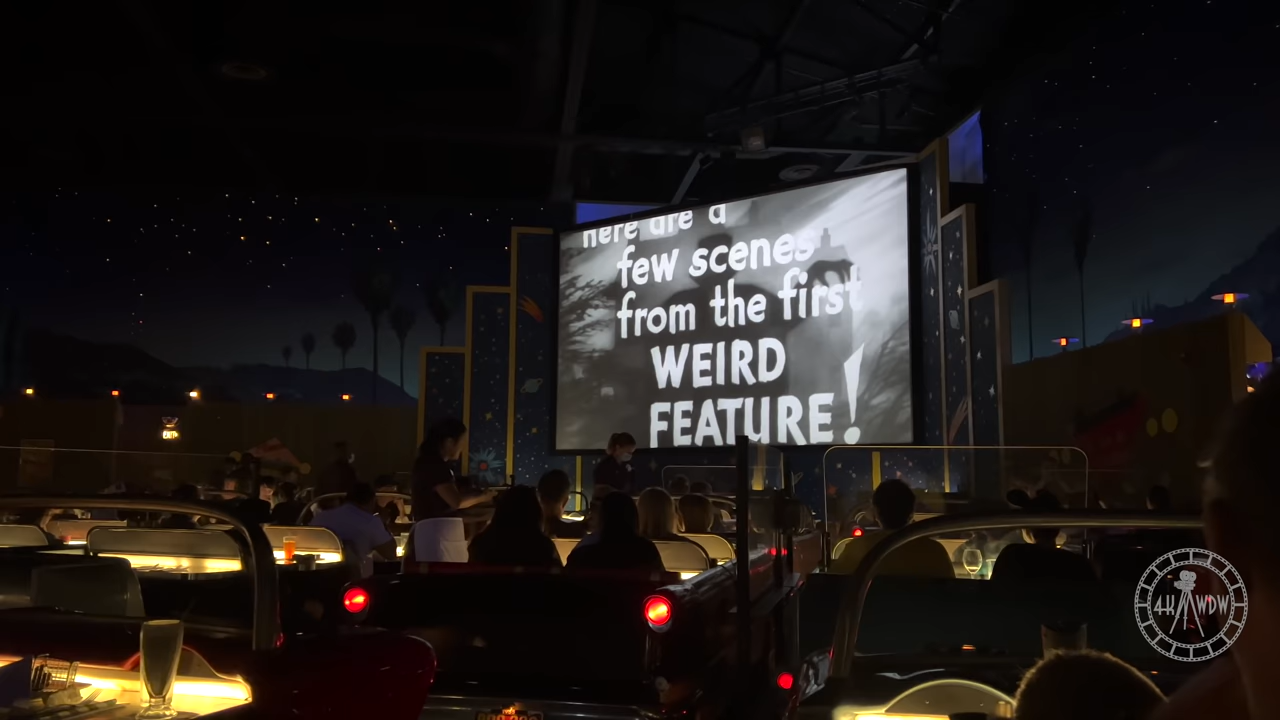 here are a
few scenes
from the first
WEIRD
FEATURE!
4K WDW